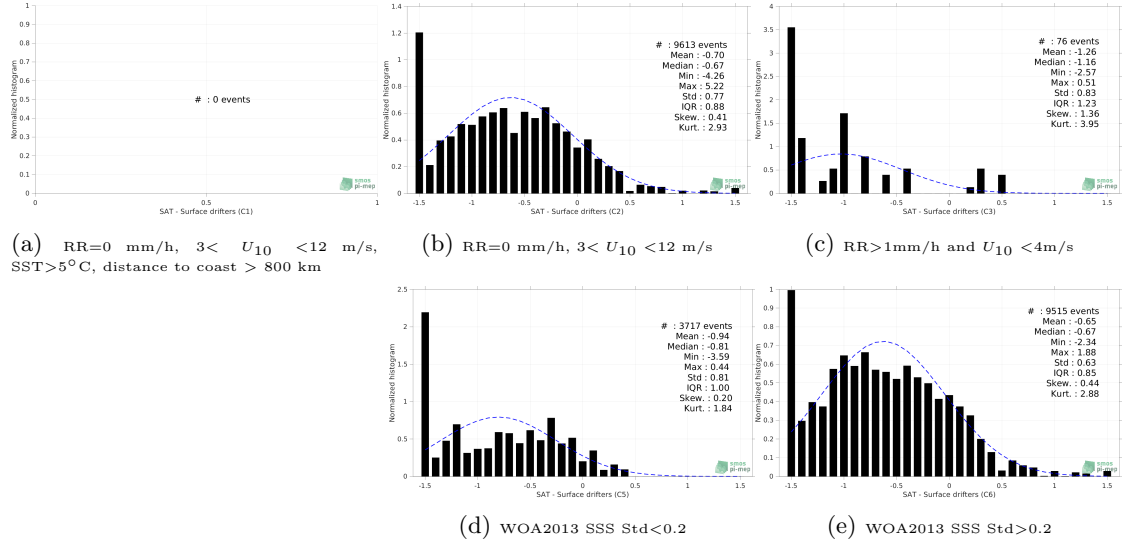 1
0.9
0.8
0.7
0.6
0.5
0.4
0.3
0.2
0.1
0
Normalized histogram
# : 0 events
0 0.5 1
SAT - Surface drifters (C1)
smos
pi-mep
(a) RR=0 mm/h, 3< U10 <12 m/s,
SST>5°C, distance to coast > 800 km
1.4
1.2
1
0.8
0.6
0.4
0.2
0
Normalized histogram
# : 9613 events
Mean : -0.70
Median : -0.67
Min : -4.26
Max : 5.22
Std : 0.77
IQR : 0.88
Skew. : 0.41
Kurt. : 2.93
-1.5 -1 -0.5 0 0.5 1 1.5
SAT - Surface drifters (C2)
smos
pi-mep
(b) RR=0 mm/h, 3< U10 <12 m/s
4
3.5
3
2.5
2
1.5
1
0.5
0
Normalized histogram
# : 76 events
Mean : -1.26
Median : -1.16
Min : -2.57
Max : 0.51
Std : 0.83
IQR : 1.23
Skew. : 1.36
Kurt. : 3.95
-1.5 -1 -0.5 0 0.5 1 1.5
SAT - Surface drifters (C3)
smos
pi-mep
(c) RR>1mm/h and U10 <4m/s
2.5
2
1.5
1
0.5
0
Normalized histogram
# : 3717 events
Mean : -0.94
Median : -0.81
Min : -3.59
Max : 0.44
Std : 0.81
IQR : 1.00
Skew. : 0.20
Kurt. : 1.84
-1.5 -1 -0.5 0 0.5 1 1.5
SAT - Surface drifters (C5)
smos
pi-mep
(d) WOA2013 SSS Std<0.2
1
0.9
0.8
0.7
0.6
0.5
0.4
0.3
0.2
0.1
0
Normalized histogram
# : 9515 events
Mean : -0.65
Median : -0.67
Min : -2.34
Max : 1.88
Std : 0.63
IQR : 0.85
Skew. : 0.44
Kurt. : 2.88
-1.5 -1 -0.5 0 0.5 1 1.5
SAT - Surface drifters (C6)
smos
pi-mep
(e) WOA2013 SSS Std>0.2